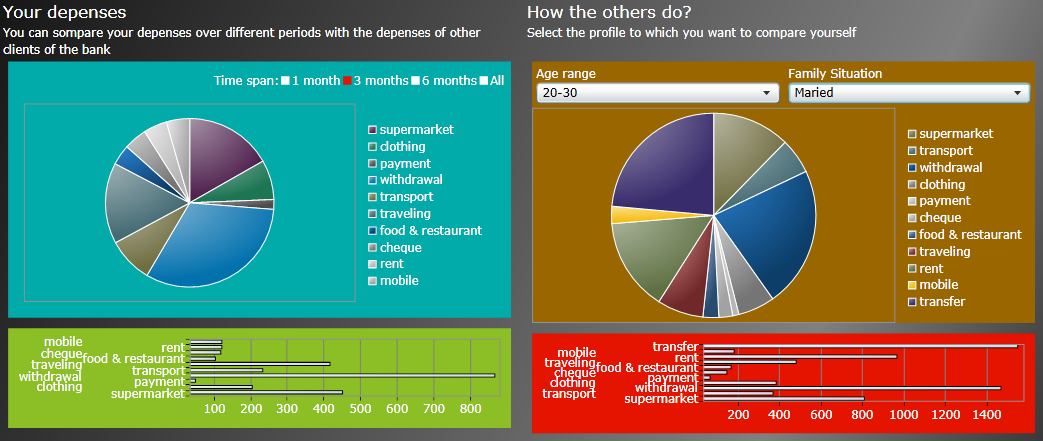 Your depenses
You can sompare your depenses over different periods with the depenses of other
clients of the bank
Time span: 1 month 3 months 6 months All
supermarket
clothing
payment
withdrawal
transport
traveling
food & restaurant
cheque
rent
mobile
mobile
rent
cheque
food & restaurant
traveling
transport
withdrawal
payment
clothing
supermarket
100 200 300 400 500 600 700 800
How the others do?
Select the profile to which you want to compare yourself
Age range Family Situation
20-30 Maried
supermarket
transport
withdrawal
clothing
payment
cheque
food & restaurant
traveling
rent
mobile
transfer
transfer
mobile
rent
traveling
food & restaurant
cheque
payment
clothing
withdrawal
transport
supermarket
200 400 600 800 1000 1200 1400